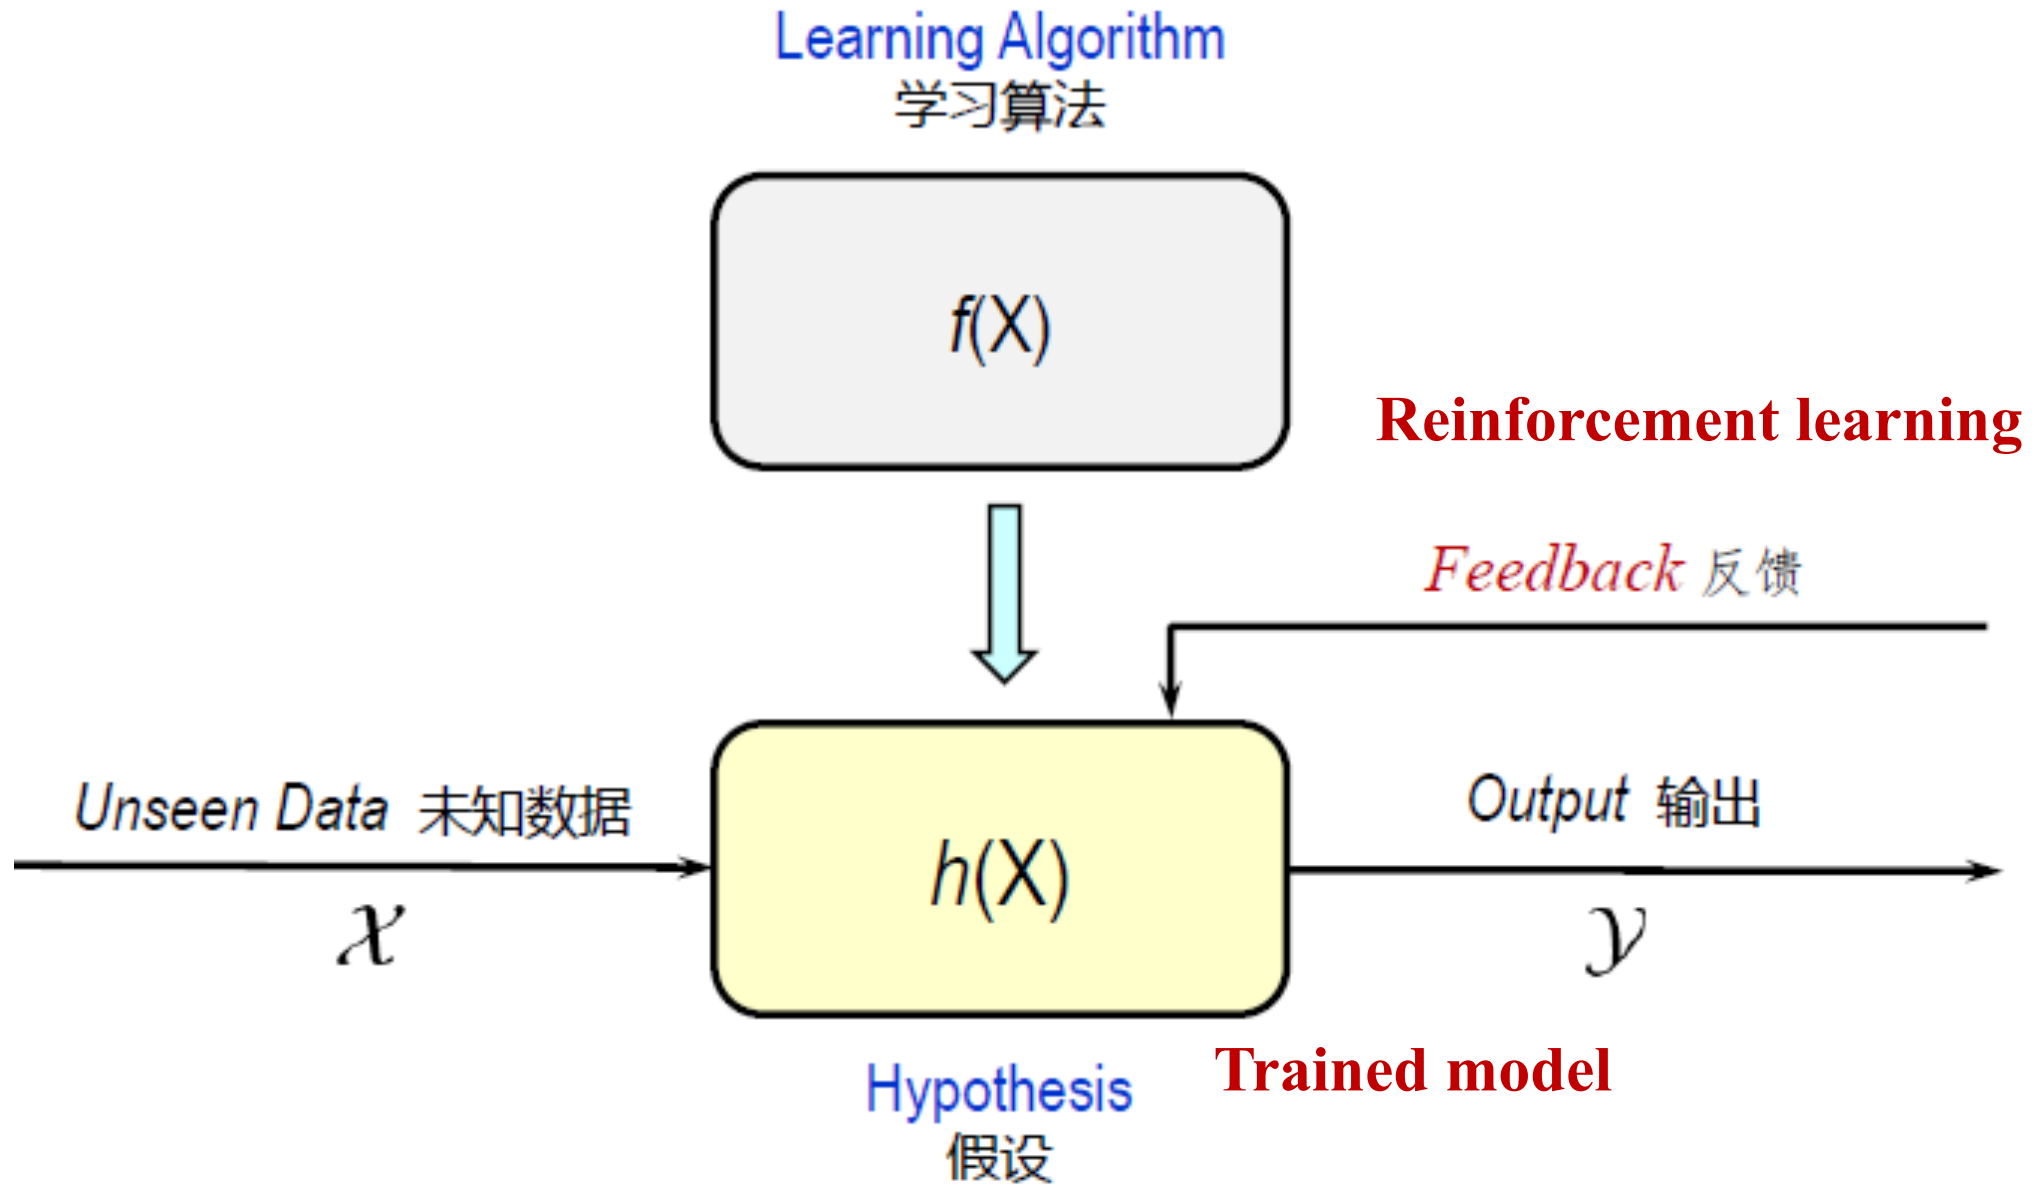 Learning Algorithm
学习算法
f(X)
Reinforcement learning
Feedback 反馈
Unseen Data 未知数据
Output 输出
h(X)
x
y
Hypothesis
Trained model
假设